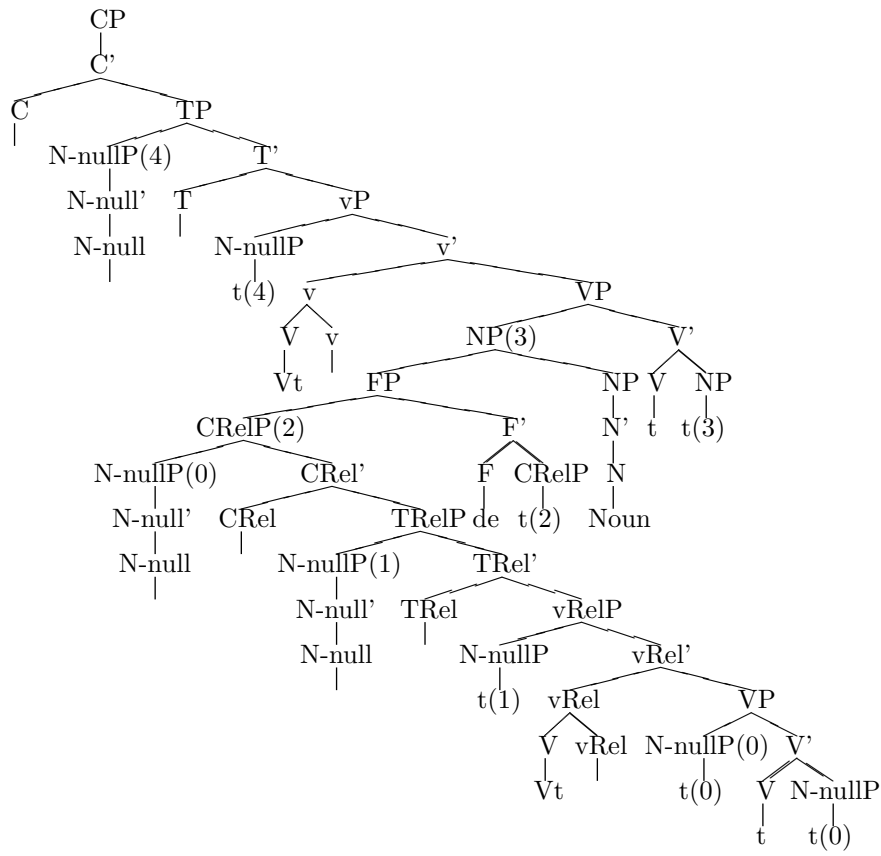 CP
C'
C TP
N-nullP(4) T'
N-null' T vP
N-null N-nullP v'
t(4) v VP
V v NP(3) V'
Vt FP NP V NP
CRelP(2) F' N' t t(3)
N-nullP(0) CRel' F CRelP N
N-null' CRel TRelP de t(2) Noun
N-null N-nullP(1) TRel'
N-null' TRel vRelP
N-null N-nullP vRel'
t(1) vRel VP
V vRel N-nullP(0) V'
Vt t(0) V N-nullP
t t(0)